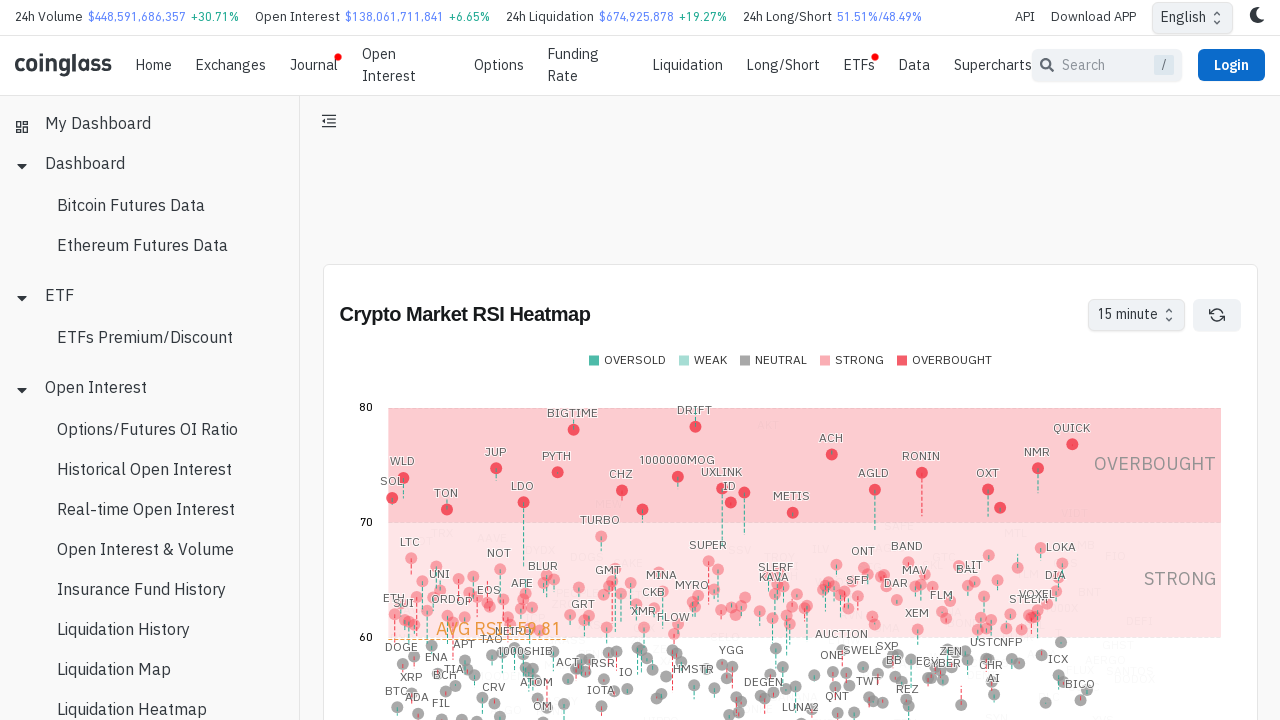 24h Volume $448,591,686,357 +30.71% Open Interest $138,061,711,841 +6.65% 24h Liquidation $674,925,878 +19.27% 24h Long/Short 51.51%/48.49% API Download APP English
coinglass Home Exchanges Journal Open Interest Options Funding Rate Liquidation Long/Short ETFs Data Supercharts Search / Login
My Dashboard
Dashboard
Bitcoin Futures Data
Ethereum Futures Data
ETF
ETFs Premium/Discount
Open Interest
Options/Futures OI Ratio
Historical Open Interest
Real-time Open Interest
Open Interest & Volume
Insurance Fund History
Liquidation History
Liquidation Map
Liquidation Heatmap
Crypto Market RSI Heatmap 15 minute
OVERSOLD WEAK NEUTRAL STRONG OVERBOUGHT
80
BIGTIME DRIFT
QUICK
ACH
JUP PYTH RONIN NMR OVERBOUGHT
WLD 1000000MOG
SOL CHZ UXLINK AGLD OXT
TON LDO ID METIS
70
TURBO
LTC NOT SUPER ONT BAND LOKA
UNI BLUR GMT MINA SLERF KAVA SFP DAR MAV BAL LIT DIA STRONG
ETH SUI ORDI OP EOS APE GRT XMR CKB MYRO FLOW XEM FLM VOXEL
60
AVG RSI: 59.81
NEIRO AUCTION
DOGE APT TAO 1000SHIB YGG SWELL SXP ZEN USTC NFP
ENA TIA ACT RSR ONE BB CHR ICX
XRP BCH IO HMSTR TWT AI
BTC ADA CRV ATOM IOTA DEGEN QNT REZ BICO
FIL OM LUNA2